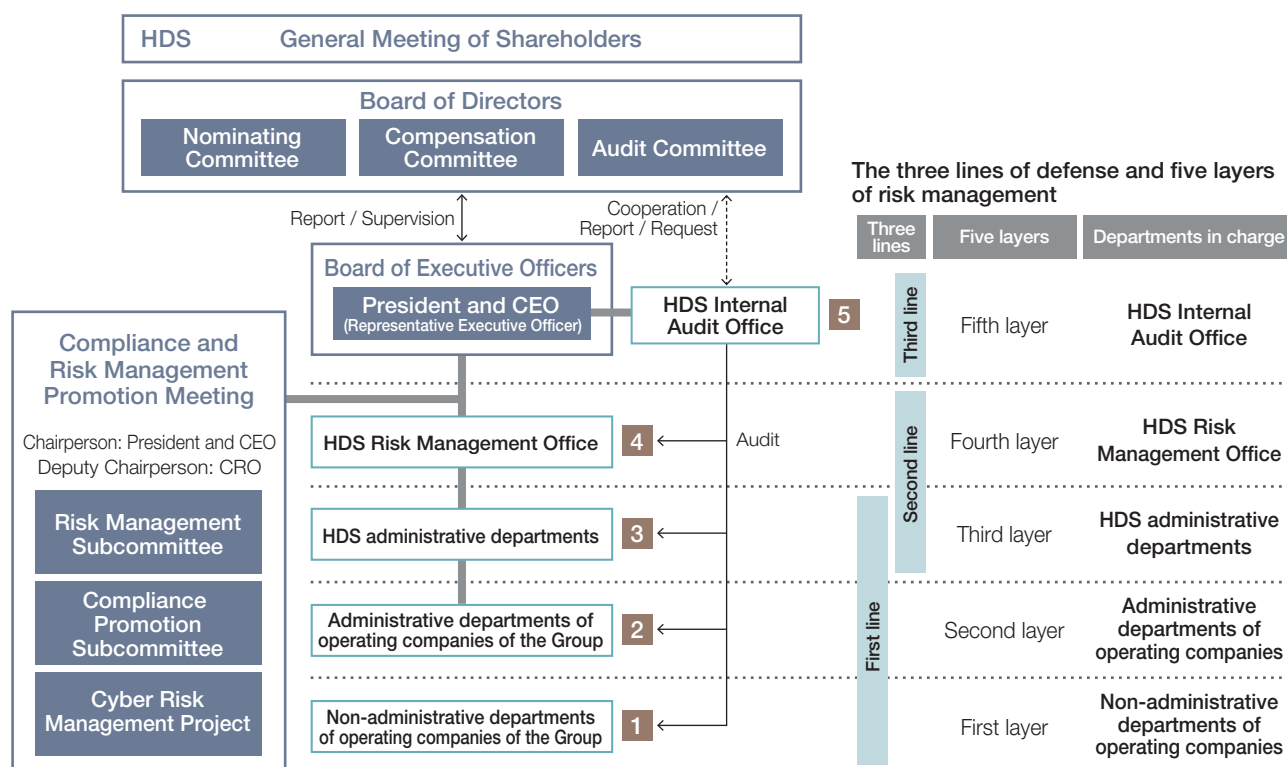 HDS General Meeting of Shareholders
Board of Directors
Nominating
Committee
Compensation
Committee
Audit Committee
Report / Supervision
Cooperation /
Report / Request
Board of Executive Officers
President and CEO
(Representative Executive Officer)
HDS Internal
Audit Office
5
Compliance and
Risk Management
Promotion Meeting
Chairperson: President and CEO
Deputy Chairperson: CRO
Risk Management
Subcommittee
Compliance
Promotion
Subcommittee
Cyber Risk
Management Project
HDS Risk Management Office
4
Audit
HDS administrative departments
3
Administrative departments of
operating companies of the Group
2
Non-administrative departments
of operating companies of the Group
1
The three lines of defense and five layers
of risk management
Three
lines
Five layers
Departments in charge
Third line
Fifth layer
HDS Internal
Audit Office
Second line
Fourth layer
HDS Risk
Management Office
Third layer
HDS administrative
departments
First line
Second layer
Administrative
departments of
operating companies
First layer
Non-administrative
departments of
operating companies